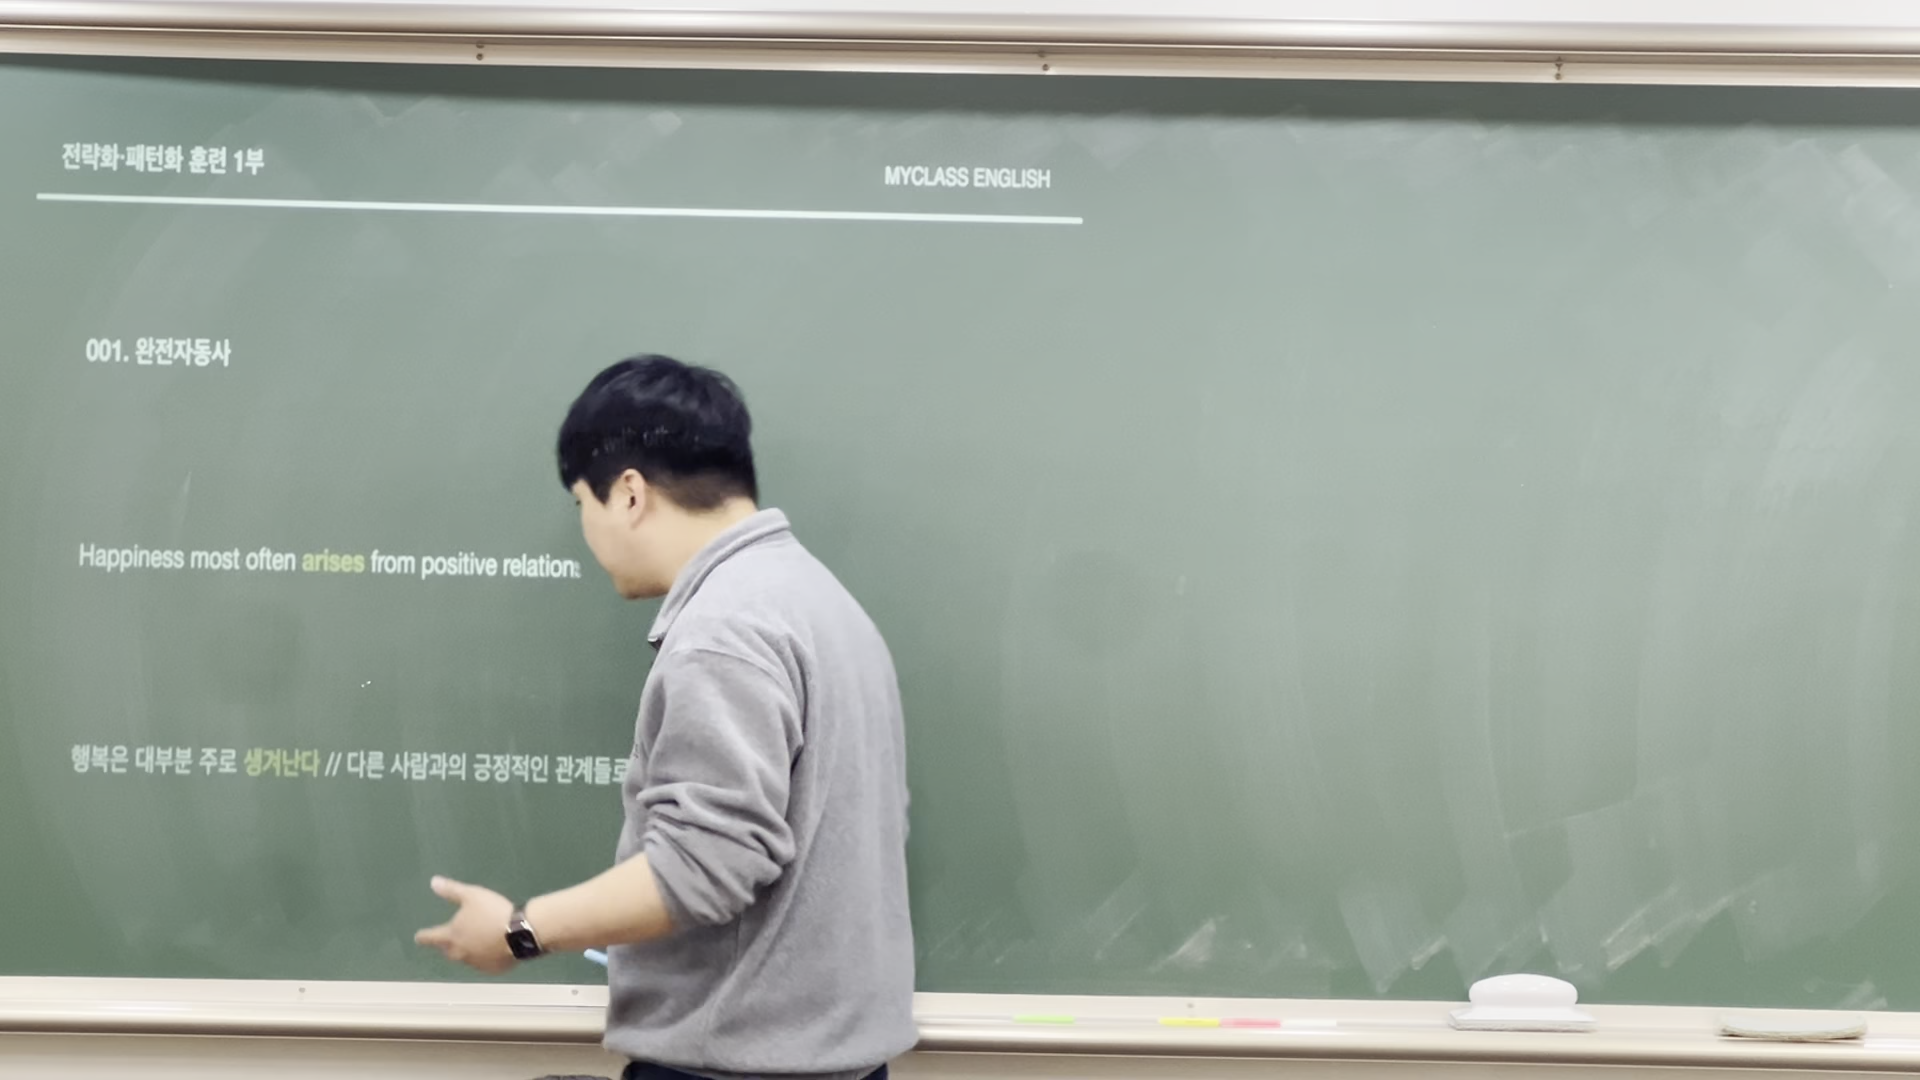 전략화·패턴화 훈련 1부
MYCLASS ENGLISH
001. 완전자동사
Happiness most often arises from positive
행복은 대부분 주로 생겨난다 // 다른 사람과의 긍정적인 관계들로